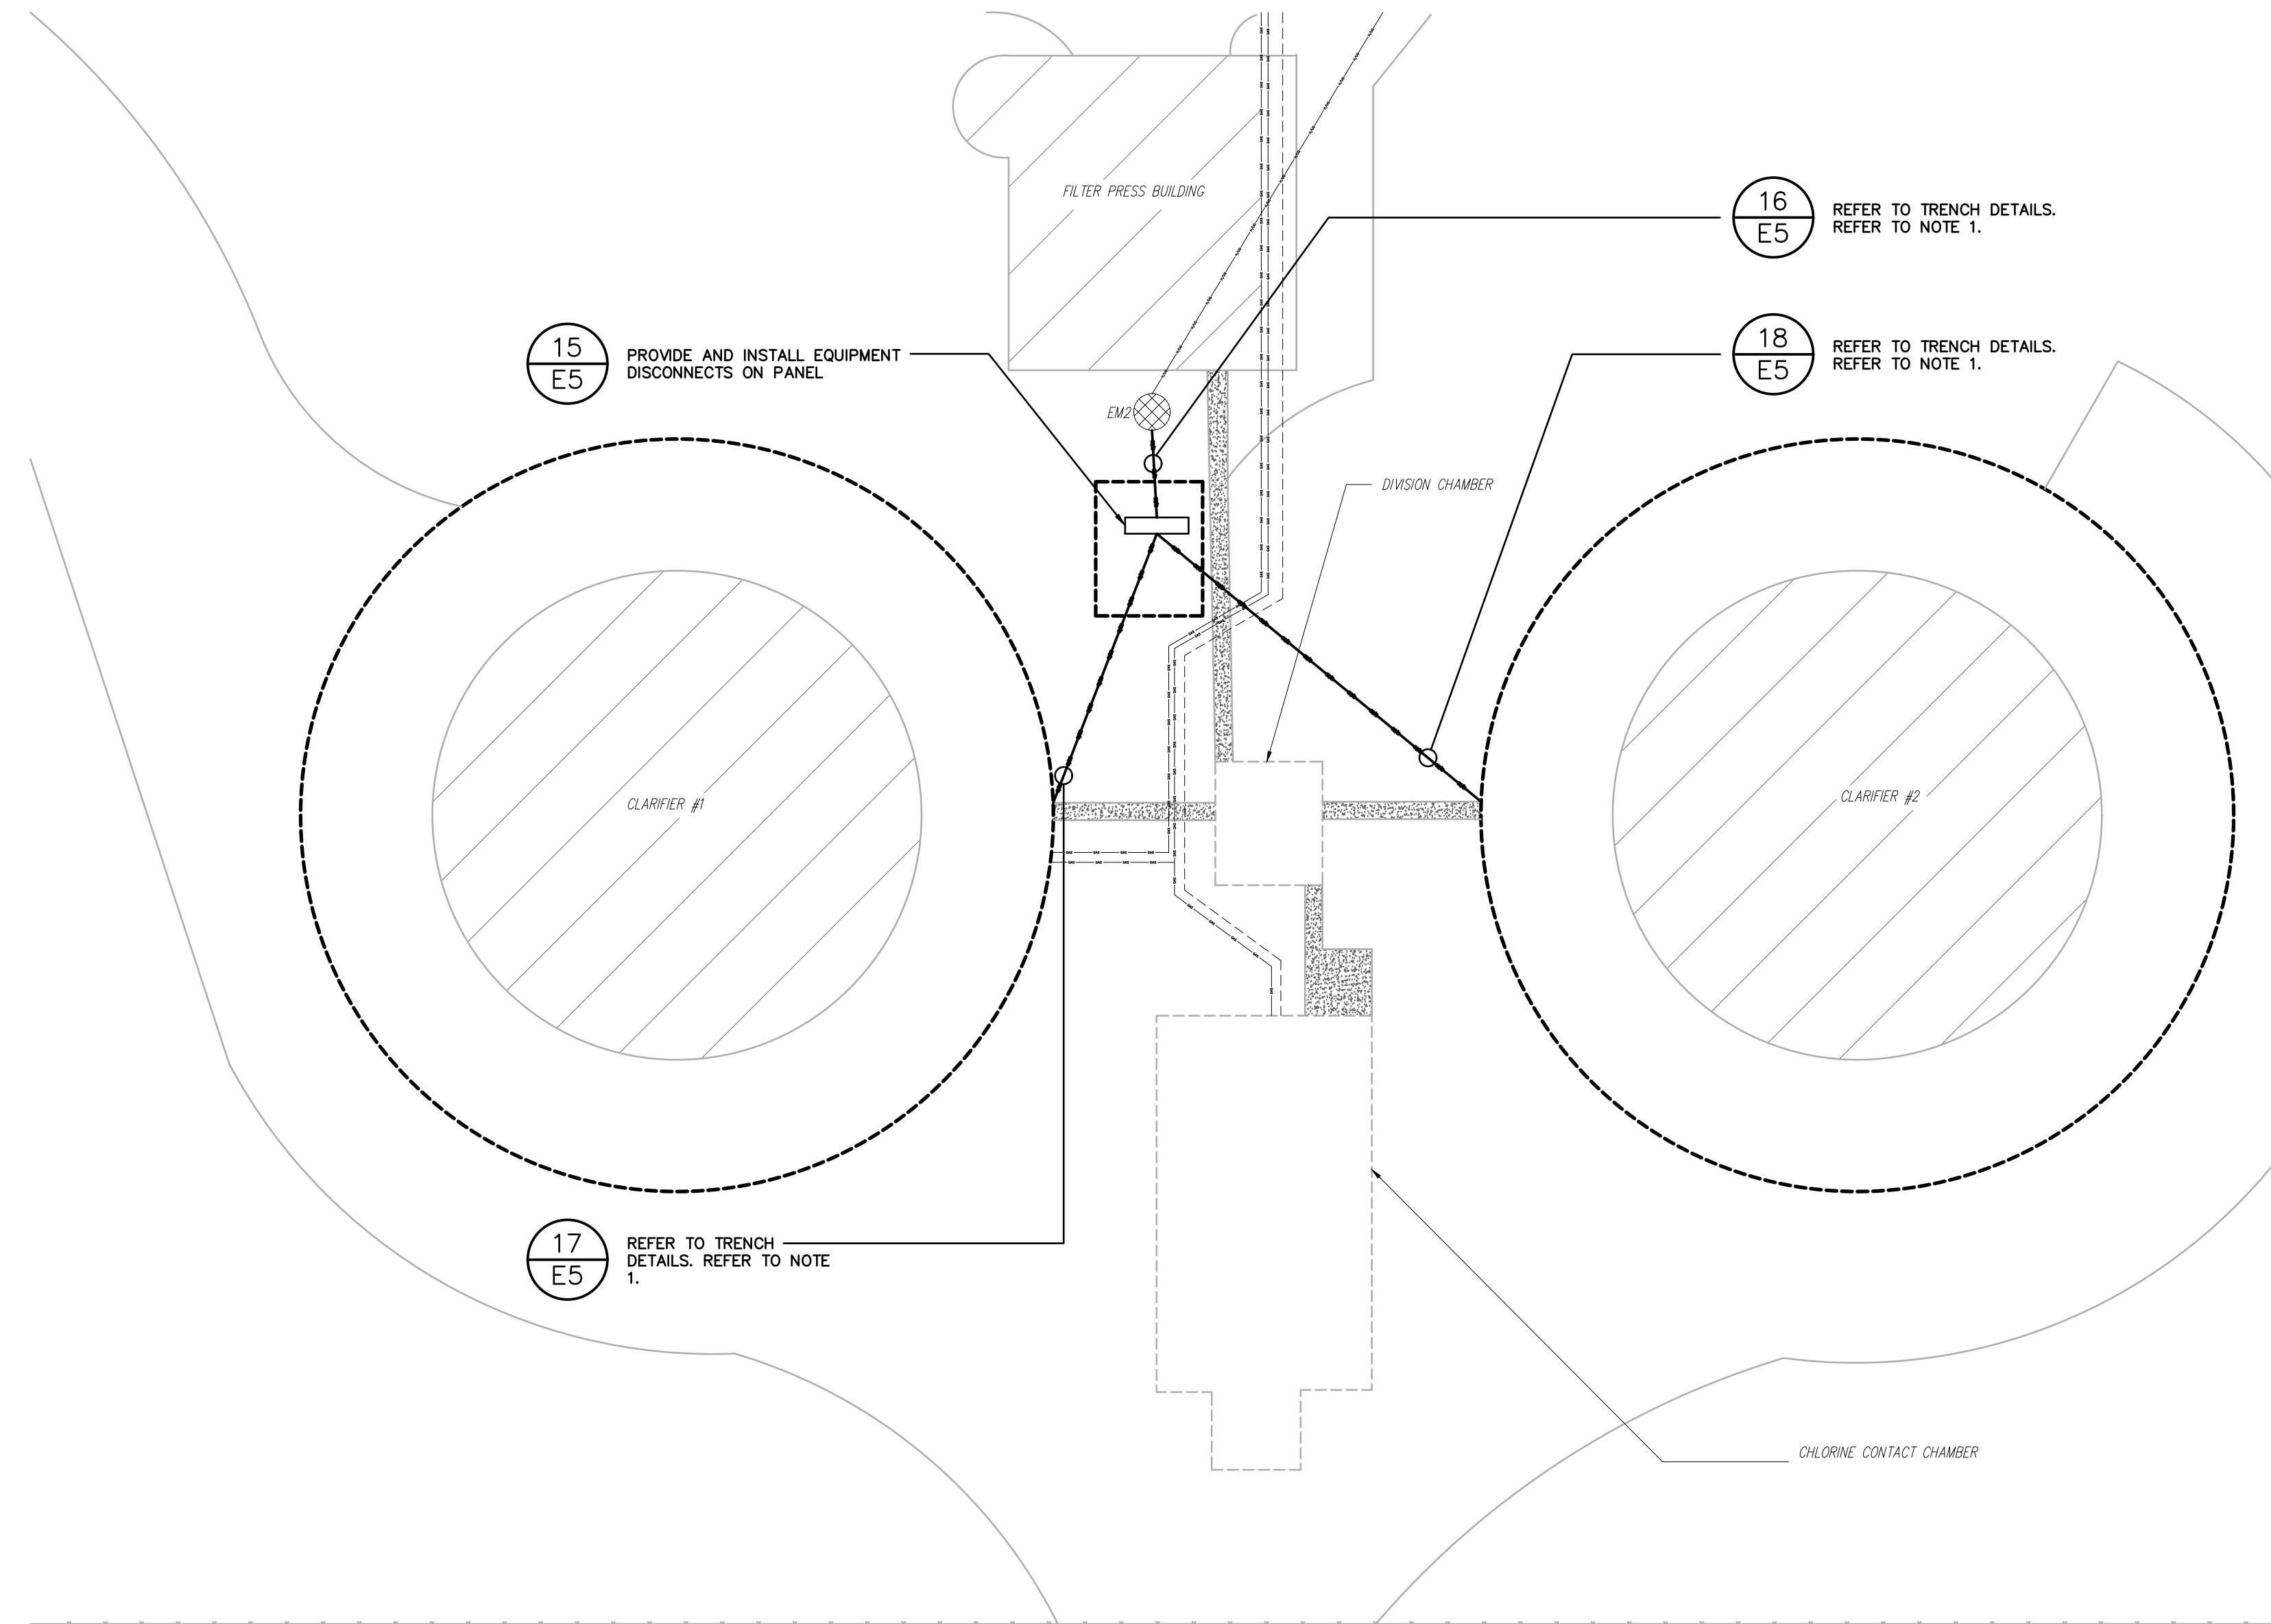 FILTER PRESS BUILDING
16
E5
REFER TO TRENCH DETAILS.
REFER TO NOTE 1.
15
E5
PROVIDE AND INSTALL EQUIPMENT
DISCONNECTS ON PANEL
18
E5
REFER TO TRENCH DETAILS.
REFER TO NOTE 1.
EM2
DIVISION CHAMBER
CLARIFIER #1
CLARIFIER #2
17
E5
REFER TO TRENCH
DETAILS. REFER TO NOTE
1.
CHLORINE CONTACT CHAMBER